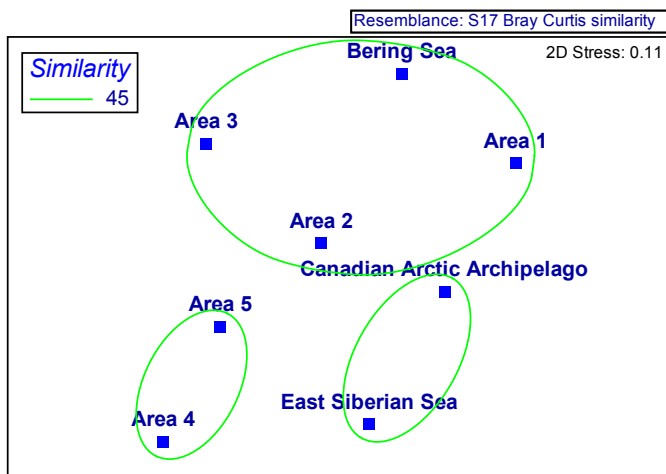 Resemblance: S17 Bray Curtis similarity
2D Stress: 0.11
Similarity
45
Bering Sea
Area 3
Area 1
Area 2
Canadian Arctic Archipelago
Area 5
East Siberian Sea
Area 4